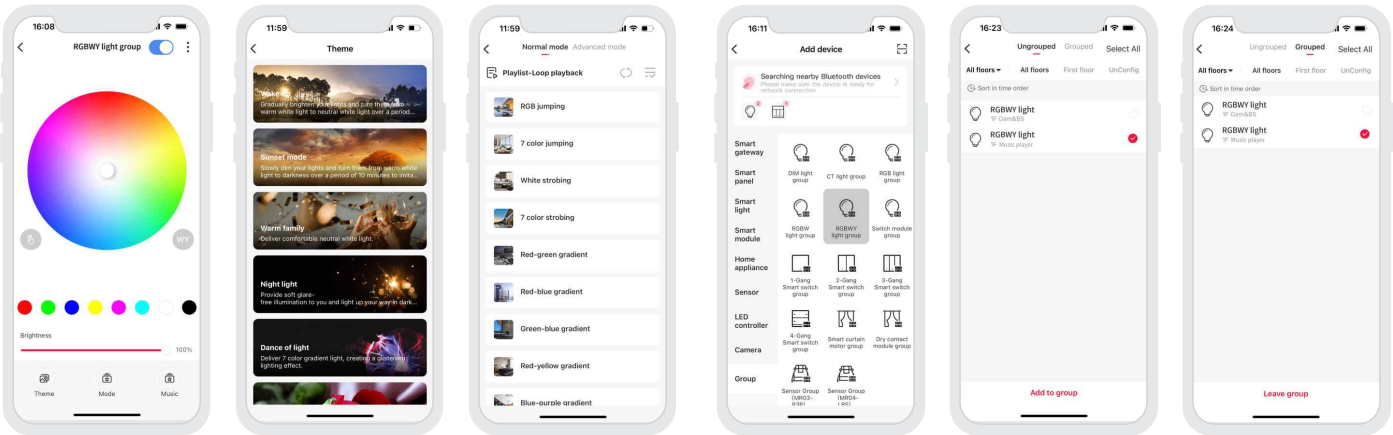 16:08
RGBWY light group
WY
Brightness
100%
Theme
Mode
Music
11:59
Theme
Wake up
Gradually brighten your lights and turn them from
warm white light to neutral white light over a period...
Sunset mode
Slowly dim your lights and turn them from warm white
light to darkness over a period of 10 minutes to imita...
Warm family
Deliver comfortable neutral white light.
Night light
Provide soft glare-
free illumination to you and light up your way in dark...
Dance of light
Deliver 7 color gradient light, creating a glistening
lighting effect.
11:59
Normal mode Advanced mode
Playlist-Loop playback
RGB jumping
7 color jumping
White strobing
7 color strobing
Red-green gradient
Red-blue gradient
Green-blue gradient
Red-yellow gradient
Blue-purple gradient
16:11
Add device
Searching nearby Bluetooth devices
Please make sure the device is ready for
network connection
2
1
Smart
gateway
Smart
panel
Smart
light
Smart
module
Home
appliance
Sensor
LED
controller
Camera
Group
DIM light
group
CT light group
RGB light
group
RGBW
light group
RGBWY
light group
Switch module
group
1-Gang
Smart switch
group
2-Gang
Smart switch
group
3-Gang
Smart switch
group
4-Gang
Smart switch
group
Smart curtain
motor group
Dry contact
module group
Sensor Group
(MR03-
Sensor Group
(MR04-
16:23
Ungrouped Grouped Select All
All floors All floors First floor UnConfig
Sort in time order
RGBWY light
1F Gam&BS
RGBWY light
1F Music player
Add to group
16:24
Ungrouped Grouped Select All
All floors All floors First floor UnConfig
Sort in time order
RGBWY light
1F Gam&BS
RGBWY light
1F Music player
Leave group